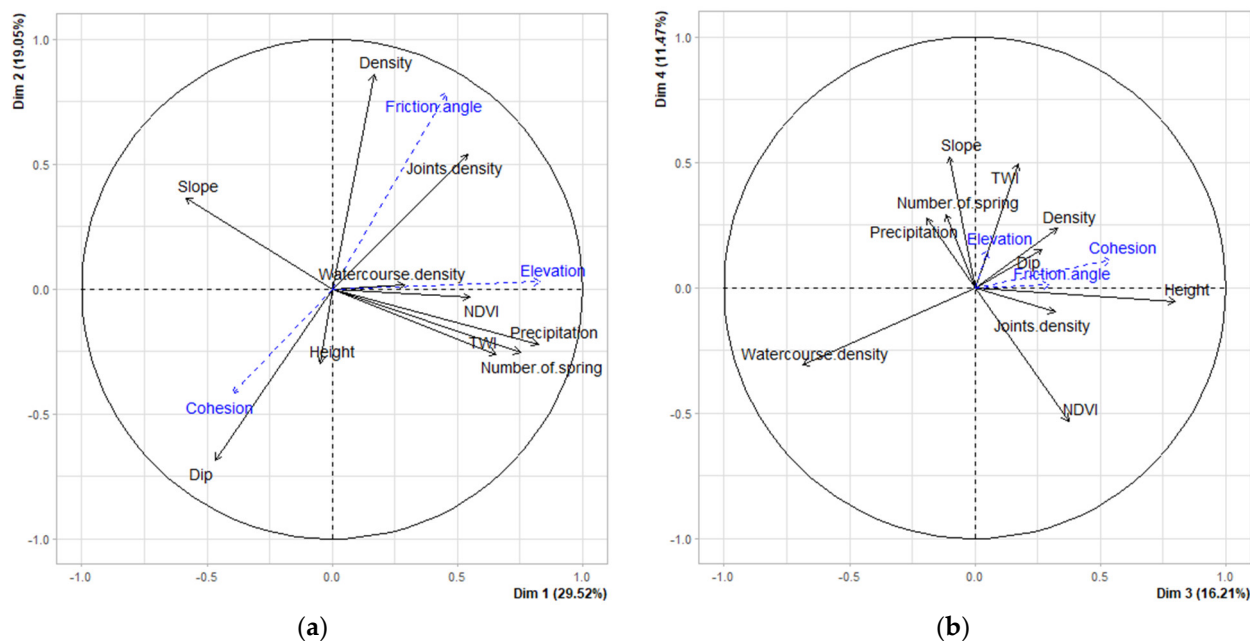 Dim 2 (19.05%)
1.0
0.5
0.0
-0.5
-1.0
Density
Friction.angle
Joints.density
Slope
Watercourse.density
Elevation
NDVI
Precipitation
TWI
Height
Number.of.spring
Cohesion
Dip
-1.0
-0.5
0.0
0.5
1.0
Dim 1 (29.52%)
(a)
Dim 4 (11.47%)
1.0
0.5
0.0
-0.5
-1.0
Slope
TWI
Number.of.spring
Density
Precipitation
Elevation
Cohesion
Dip
Friction.angle
Height
Joints.density
Watercourse.density
NDVI
-1.0
-0.5
0.0
0.5
1.0
Dim 3 (16.21%)
(b)